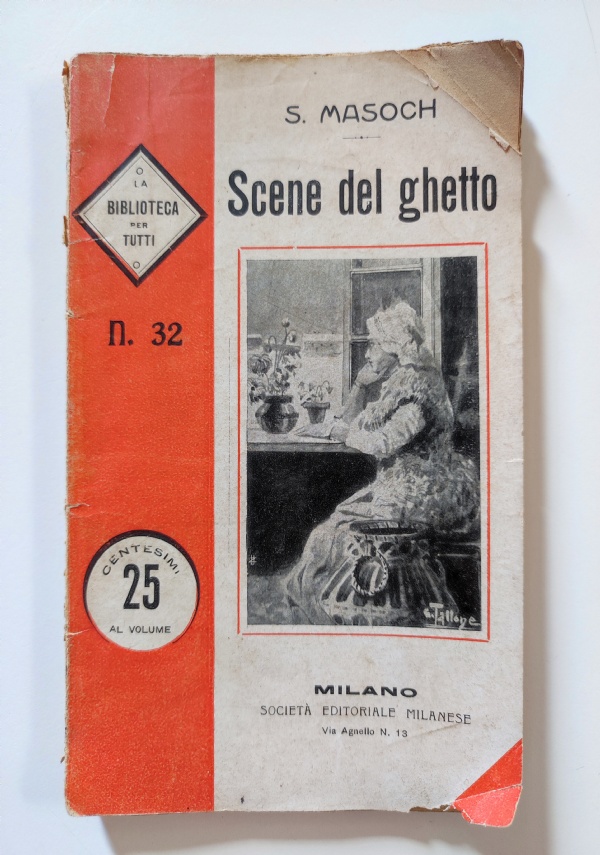 S. MASOCH
Scene del ghetto
LA
BIBLIOTECA
PER
TUTTI
N. 32
CENTESIMI
25
AL VOLUME
G. Tallone
MILANO
SOCIETÀ EDITORIALE MILANESE
Via Agnello N. 13